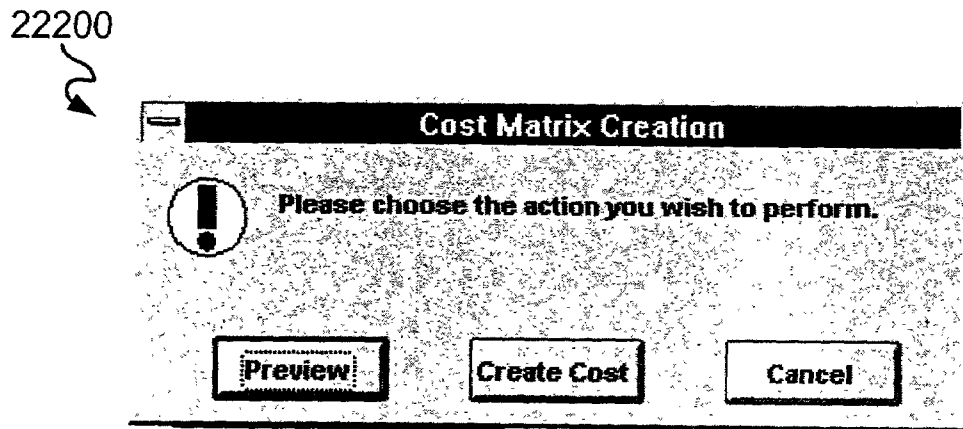 22200
Cost Matrix Creation
Please choose the action you wish to perform.
Preview
Create Cost
Cancel